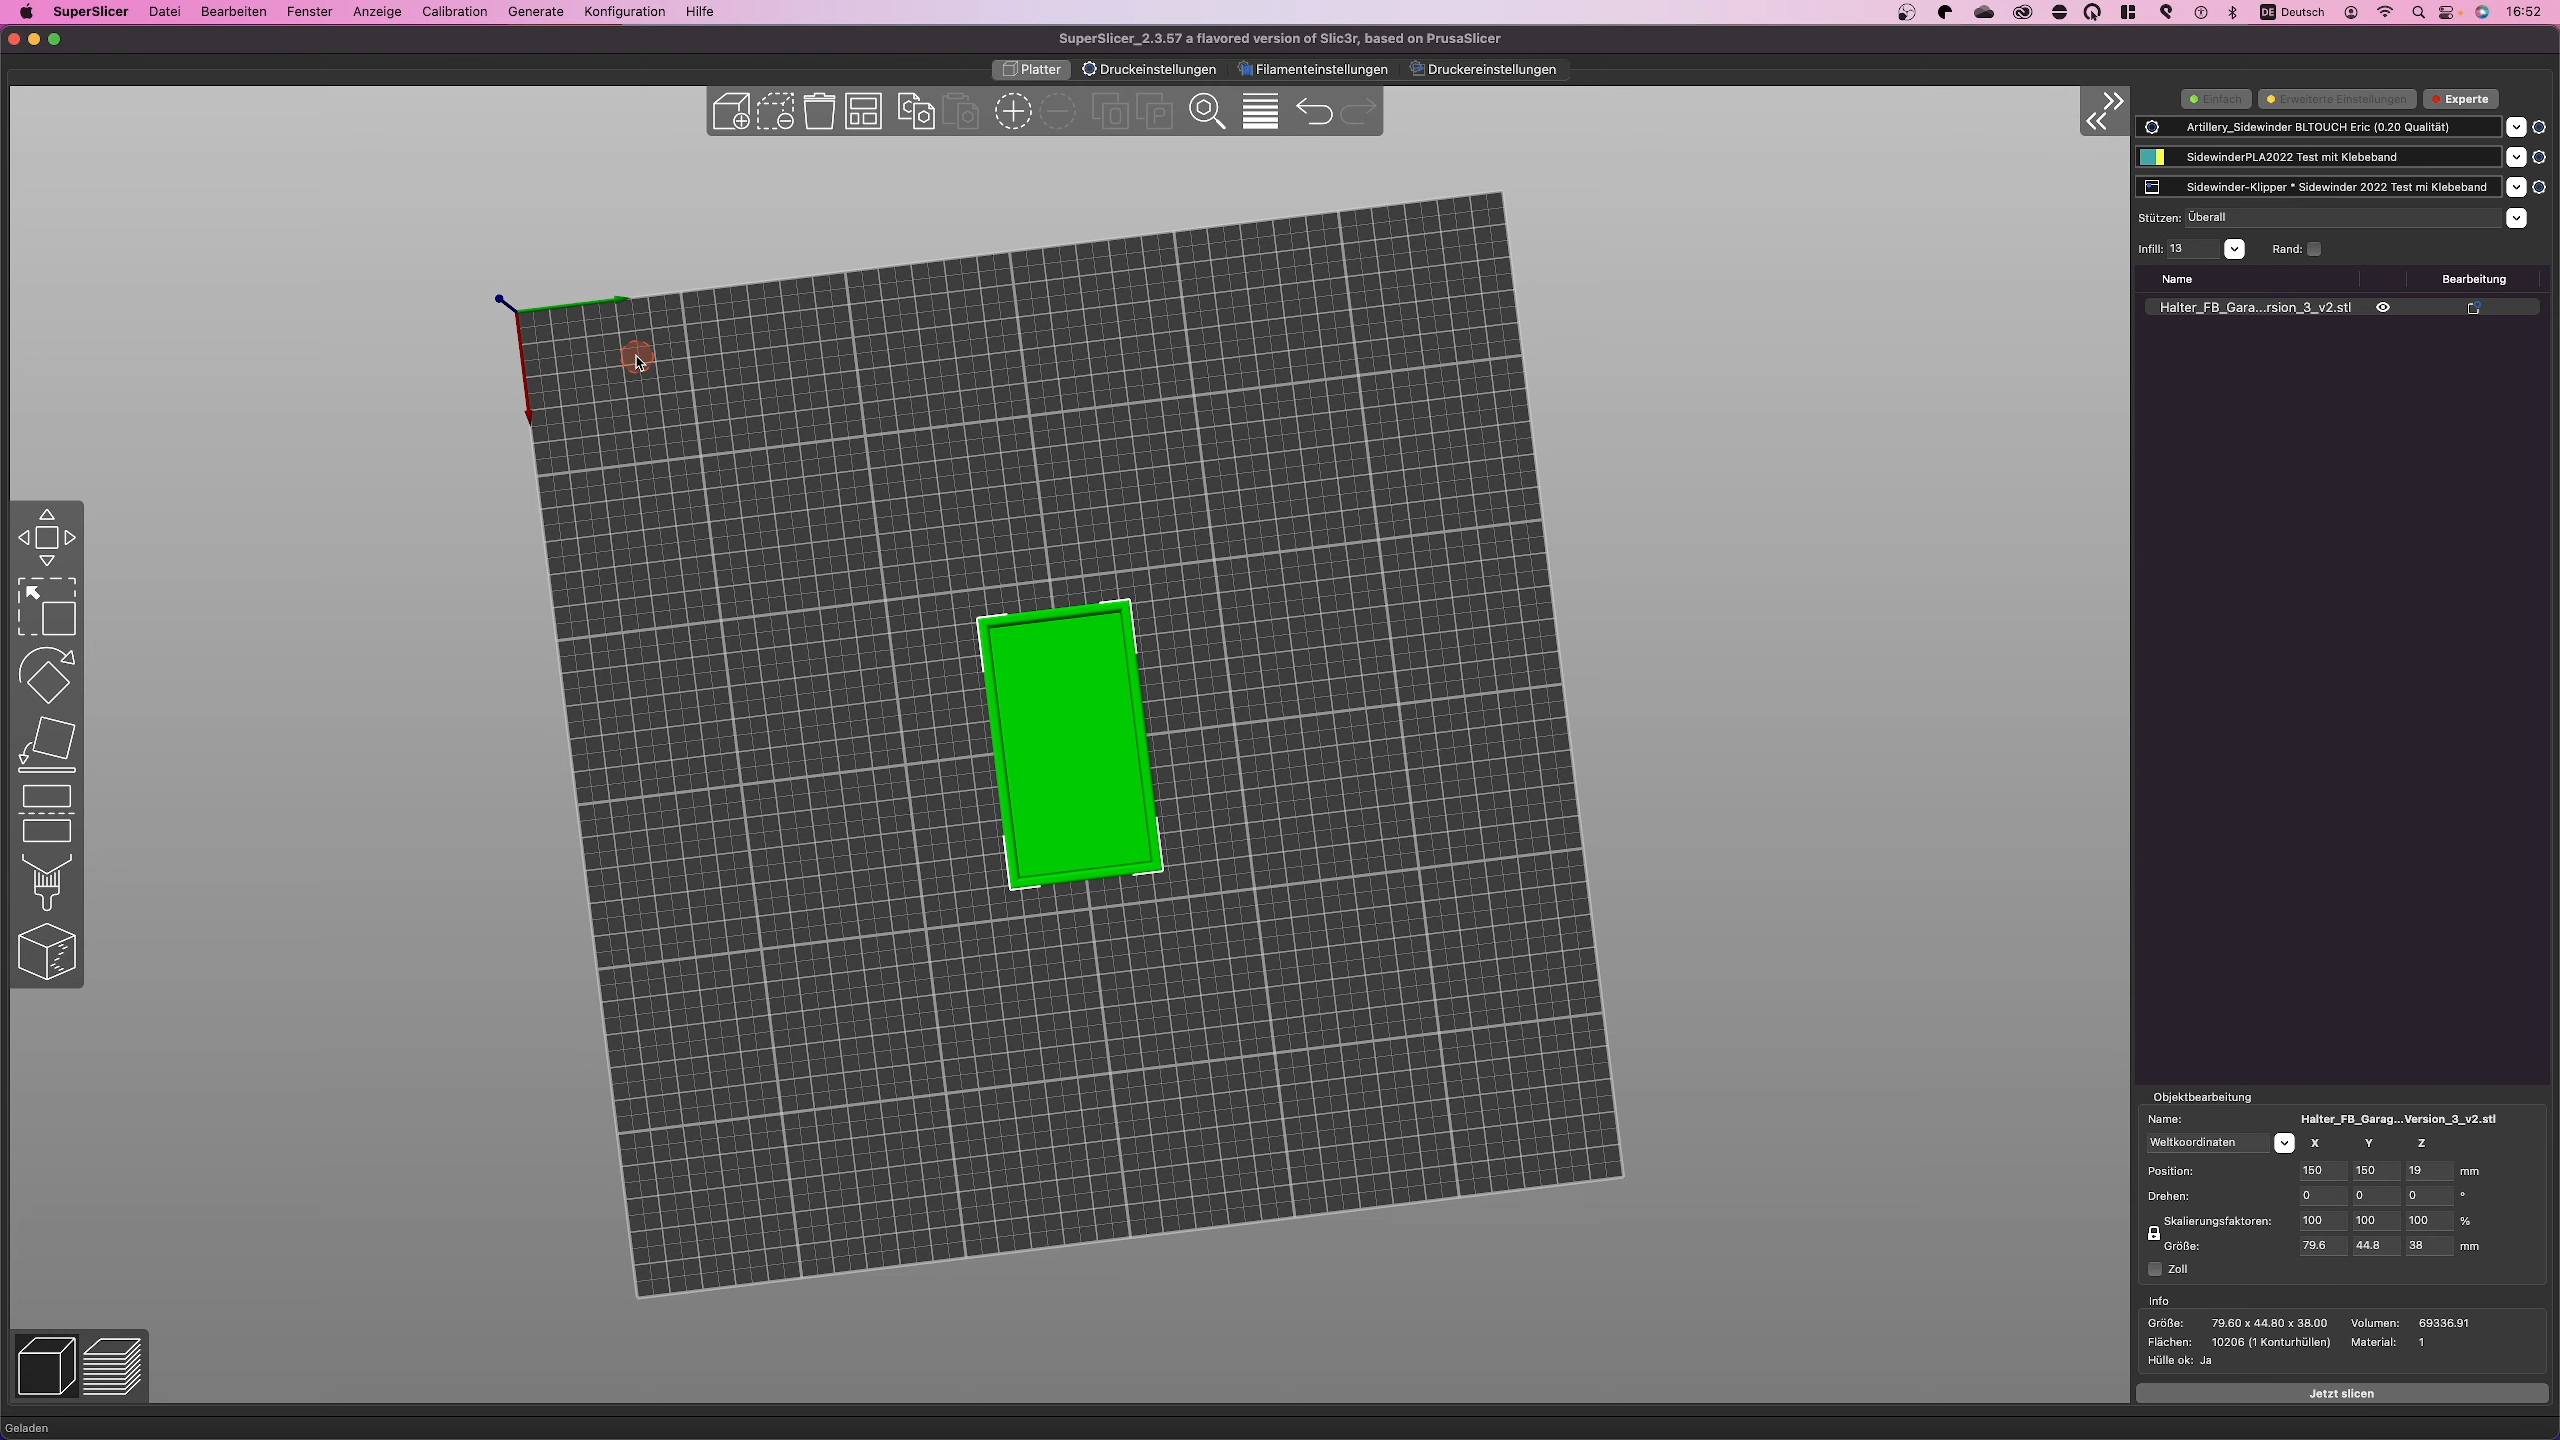 SuperSlicer Datei Bearbeiten Fenster Anzeige Calibration Generate Konfiguration Hilfe DE Deutsch 16:52
SuperSlicer_2.3.57 a flavored version of Slic3r, based on PrusaSlicer
Platter Druckeinstellungen Filamenteinstellungen Druckereinstellungen
Einfach Erweiterte Einstellungen Experte
Artillery_Sidewinder BLTOUCH Eric (0.20 Qualität)
SidewinderPLA2022 Test mit Klebeband
Sidewinder-Klipper * Sidewinder 2022 Test mi Klebeband
Stützen: Überall
Infill: 13 Rand:
Name Bearbeitung
Halter_FB_Gara...rsion_3_v2.stl
Objektbearbeitung
Name: Halter_FB_Garag...Version_3_v2.stl
Weltkoordinaten X Y Z
Position: 150 150 19 mm
Drehen: 0 0 0 °
Skalierungsfaktoren: 100 100 100 %
Größe: 79.6 44.8 38 mm
Zoll
Info
Größe: 79.60 x 44.80 x 38.00 Volumen: 69336.91
Flächen: 10206 (1 Konturhüllen) Material: 1
Hülle ok: Ja
Jetzt slicen
Geladen